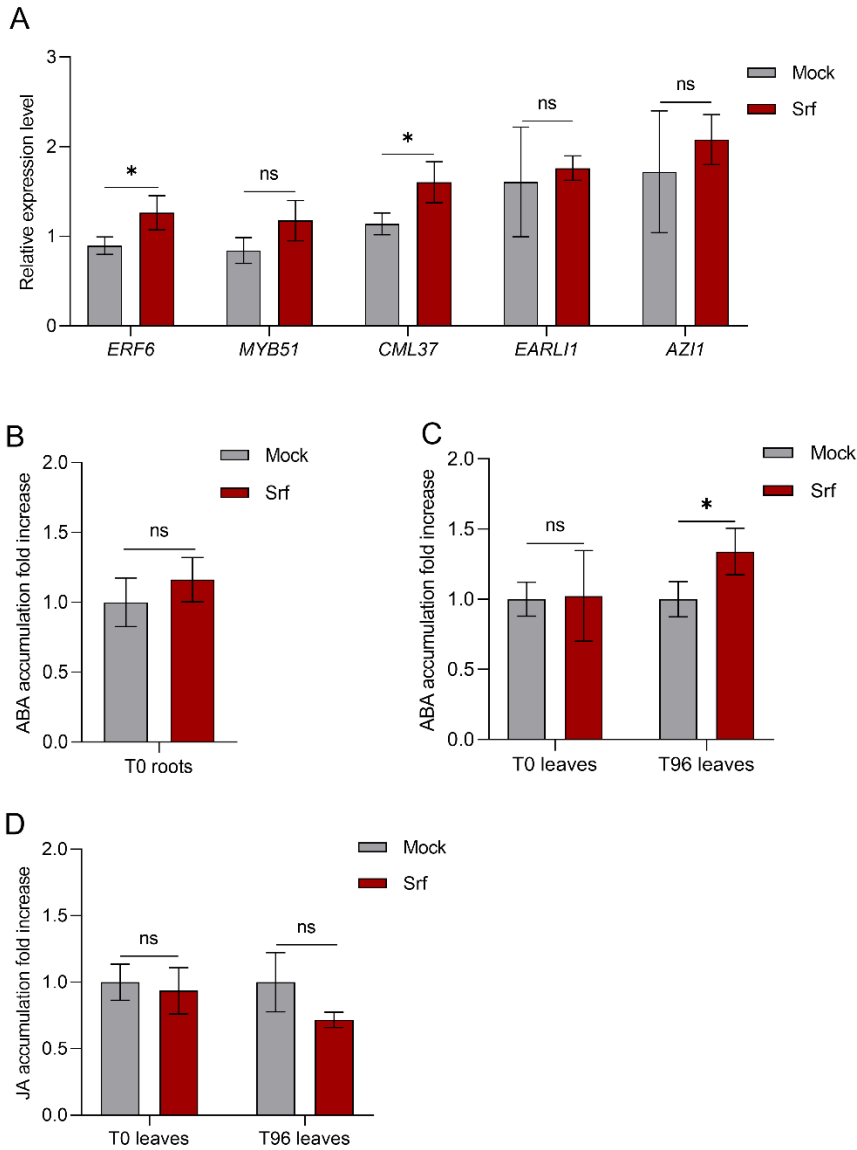 A
Mock
Srf
Relative expression level
3
2
1
0
* ns * ns ns
ERF6 MYB51 CML37 EARLI1 AZI1
B
Mock
Srf
ABA accumulation fold increase
2.0
1.5
1.0
0.5
0.0
ns
T0 roots
C
Mock
Srf
ABA accumulation fold increase
2.0
1.5
1.0
0.5
0.0
ns *
T0 leaves T96 leaves
D
Mock
Srf
JA accumulation fold increase
2.0
1.5
1.0
0.5
0.0
ns ns
T0 leaves T96 leaves